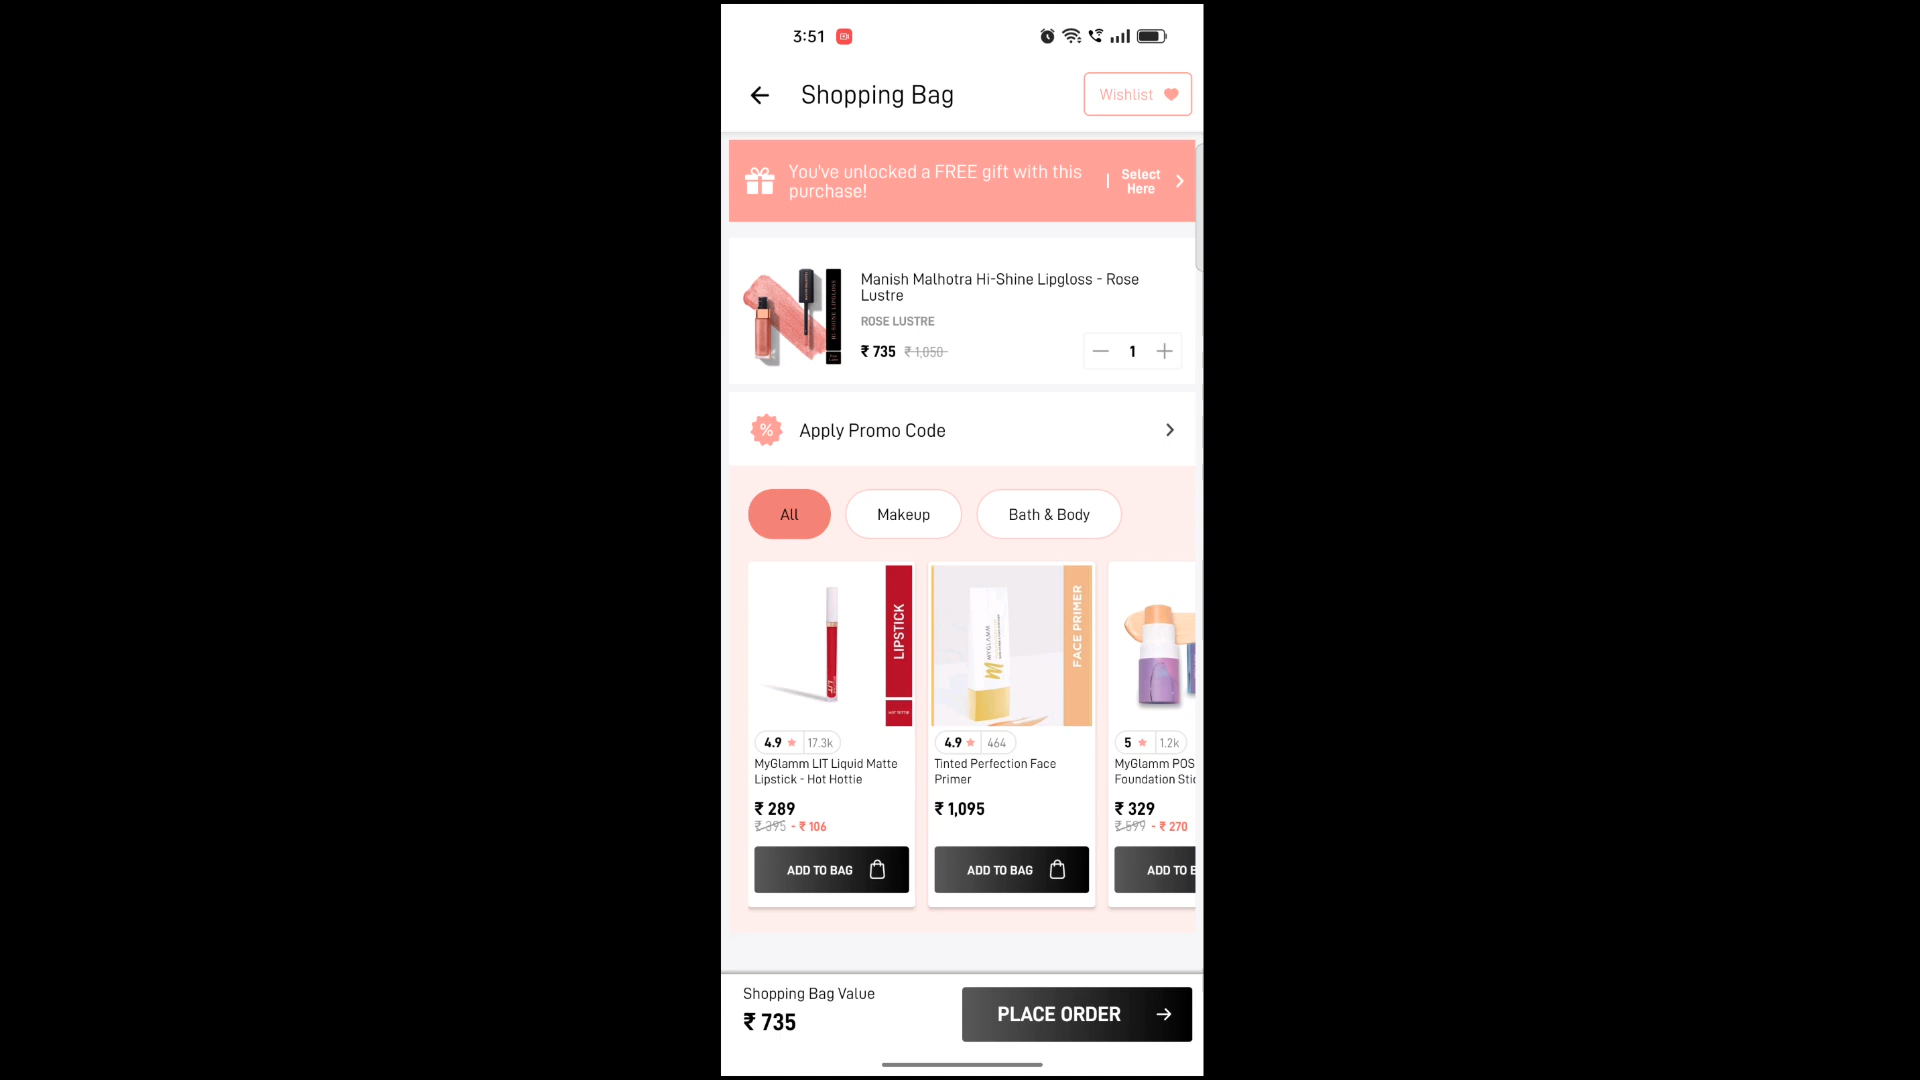 3:51
Shopping Bag
Wishlist
You've unlocked a FREE gift with this
purchase!
Select
Here
Manish Malhotra Hi-Shine Lipgloss - Rose
Lustre
ROSE LUSTRE
₹ 735 ₹ 1,050
1
HI-SHINE LIPGLOSS
Apply Promo Code
All
Makeup
Bath & Body
LIPSTICK
MYGLAMM
FACE PRIMER
4.9 17.3k
MyGlamm LIT Liquid Matte
Lipstick - Hot Hottie
₹ 289
₹ 395 - ₹ 106
ADD TO BAG
4.9 464
Tinted Perfection Face
Primer
₹ 1,095
ADD TO BAG
5 1.2k
MyGlamm POS
Foundation Stic
₹ 329
₹ 599 - ₹ 270
ADD TO B
Shopping Bag Value
₹ 735
PLACE ORDER